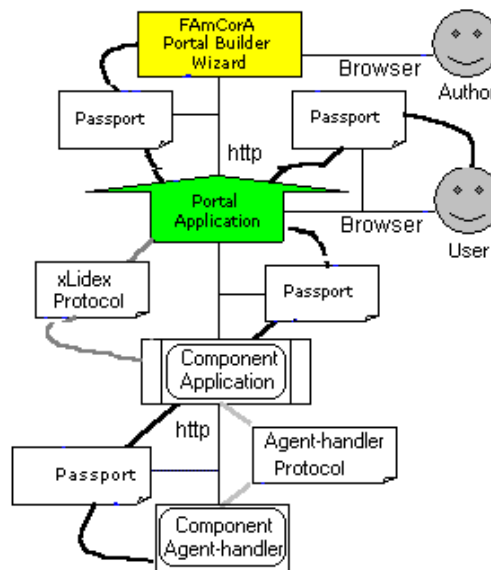 FAmCorA
Portal Builder
Wizard
Browser
Author
Passport
Passport
http
Portal
Application
Browser
User
xLidex
Protocol
Passport
Component
Application
http
Agent-handler
Protocol
Passport
Component
Agent-handler